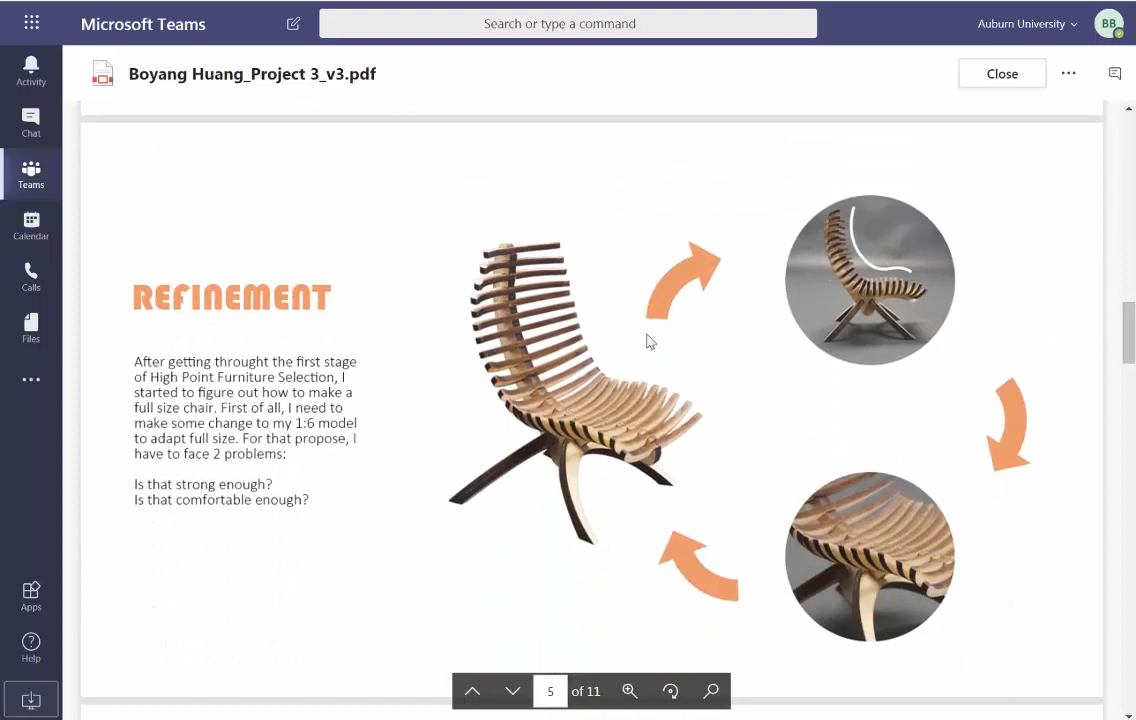 Microsoft Teams
Search or type a command
Auburn University
BB
Activity
Chat
Teams
Calendar
Calls
Files
Apps
Help
Boyang Huang_Project 3_v3.pdf
Close
REFINEMENT
After getting throught the first stage
of High Point Furniture Selection, I
started to figure out how to make a
full size chair. First of all, I need to
make some change to my 1:6 model
to adapt full size. For that propose, I
have to face 2 problems:
Is that strong enough?
Is that comfortable enough?
5 of 11